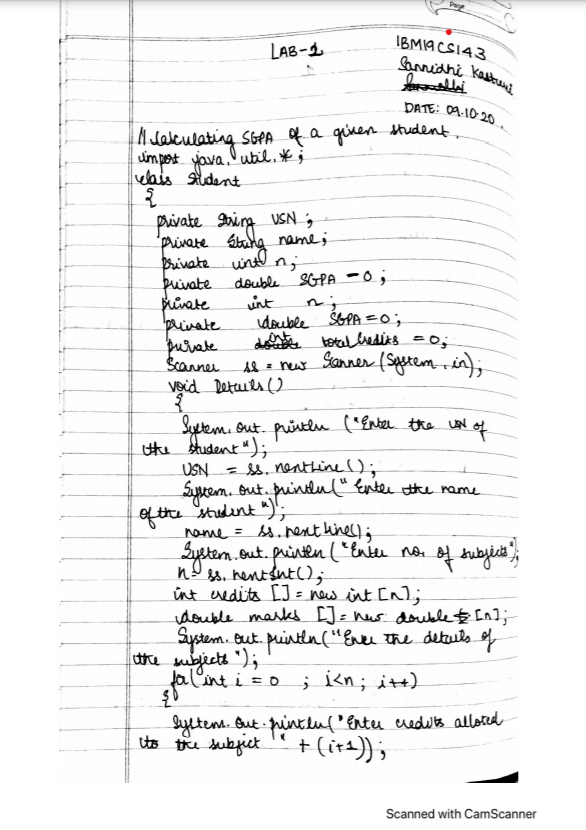 Page
LAB-1
1BM19CS143
Sannidhi Kasturi
DATE: 09.10.20.
// Calculating SGPA of a given student.
import java.util.*;
class Student
{
private String USN ;
private String name;
private int n;
private double SGPA = 0 ;
private int n ;
private double SGPA = 0 ;
private double int total Credits = 0;
Scanner ss = new Scanner (System.in);
void Details ()
{
System.out.println ("Enter the USN of
the student");
USN = ss.nextLine ();
System.out.println (" Enter the name
of the student");
name = ss.nextLine();
System.out.println ("Enter no. of subjects");
n = ss.nextInt();
int credits [] = new int [n];
double marks [] = new double [n];
System.out.println ("Enter the details of
the subjects ");
for (int i = 0 ; i<n ; i++)
{
System.out.println ("Enter credits alloted
to the subject " + (i+1));
Scanned with CamScanner